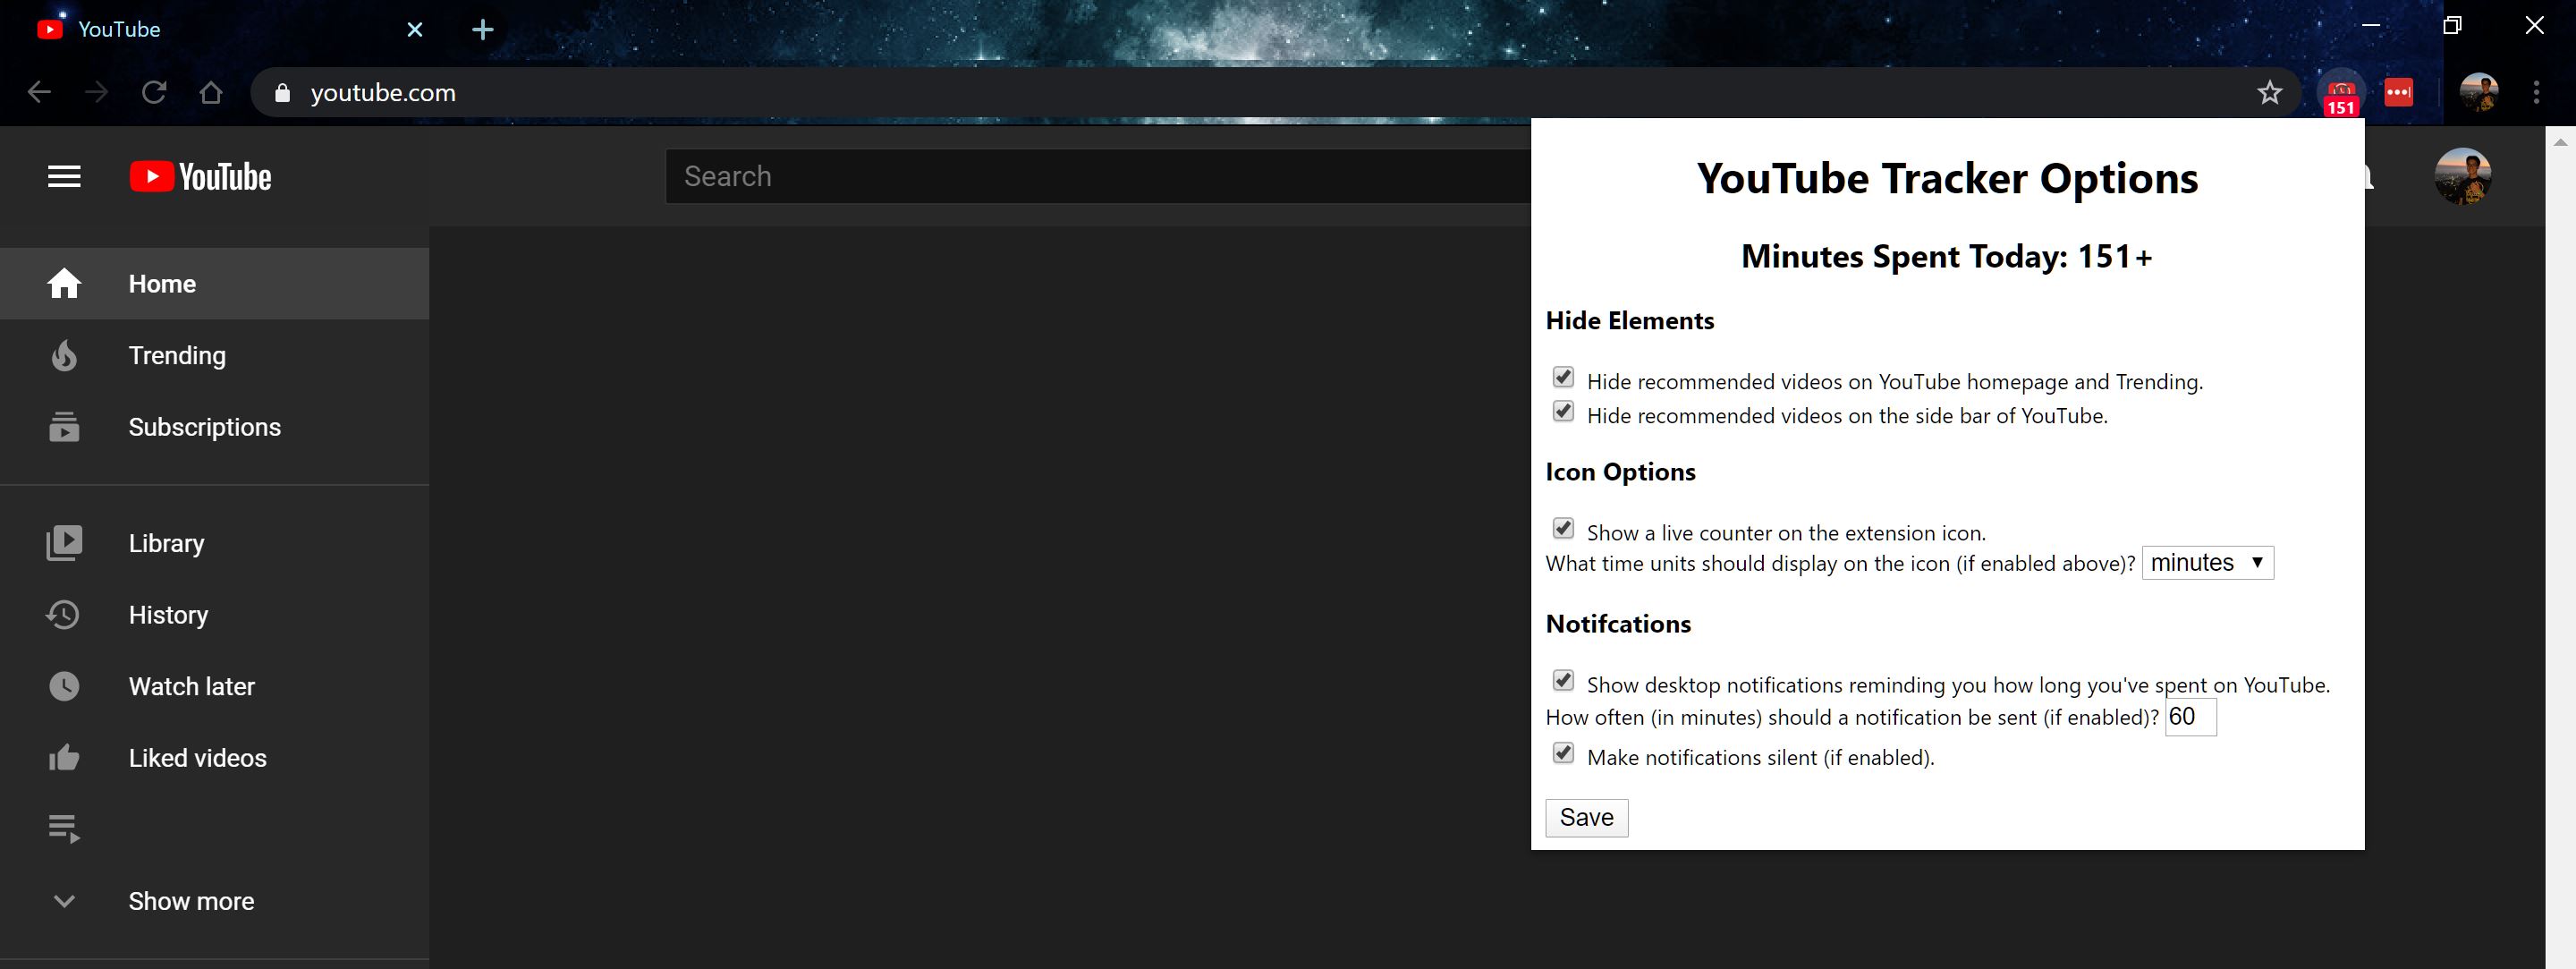 YouTube
youtube.com
151
YouTube
Search
Home
Trending
Subscriptions
Library
History
Watch later
Liked videos
Show more
YouTube Tracker Options
Minutes Spent Today: 151+
Hide Elements
Hide recommended videos on YouTube homepage and Trending.
Hide recommended videos on the side bar of YouTube.
Icon Options
Show a live counter on the extension icon.
What time units should display on the icon (if enabled above)? minutes
Notifcations
Show desktop notifications reminding you how long you've spent on YouTube.
How often (in minutes) should a notification be sent (if enabled)? 60
Make notifications silent (if enabled).
Save